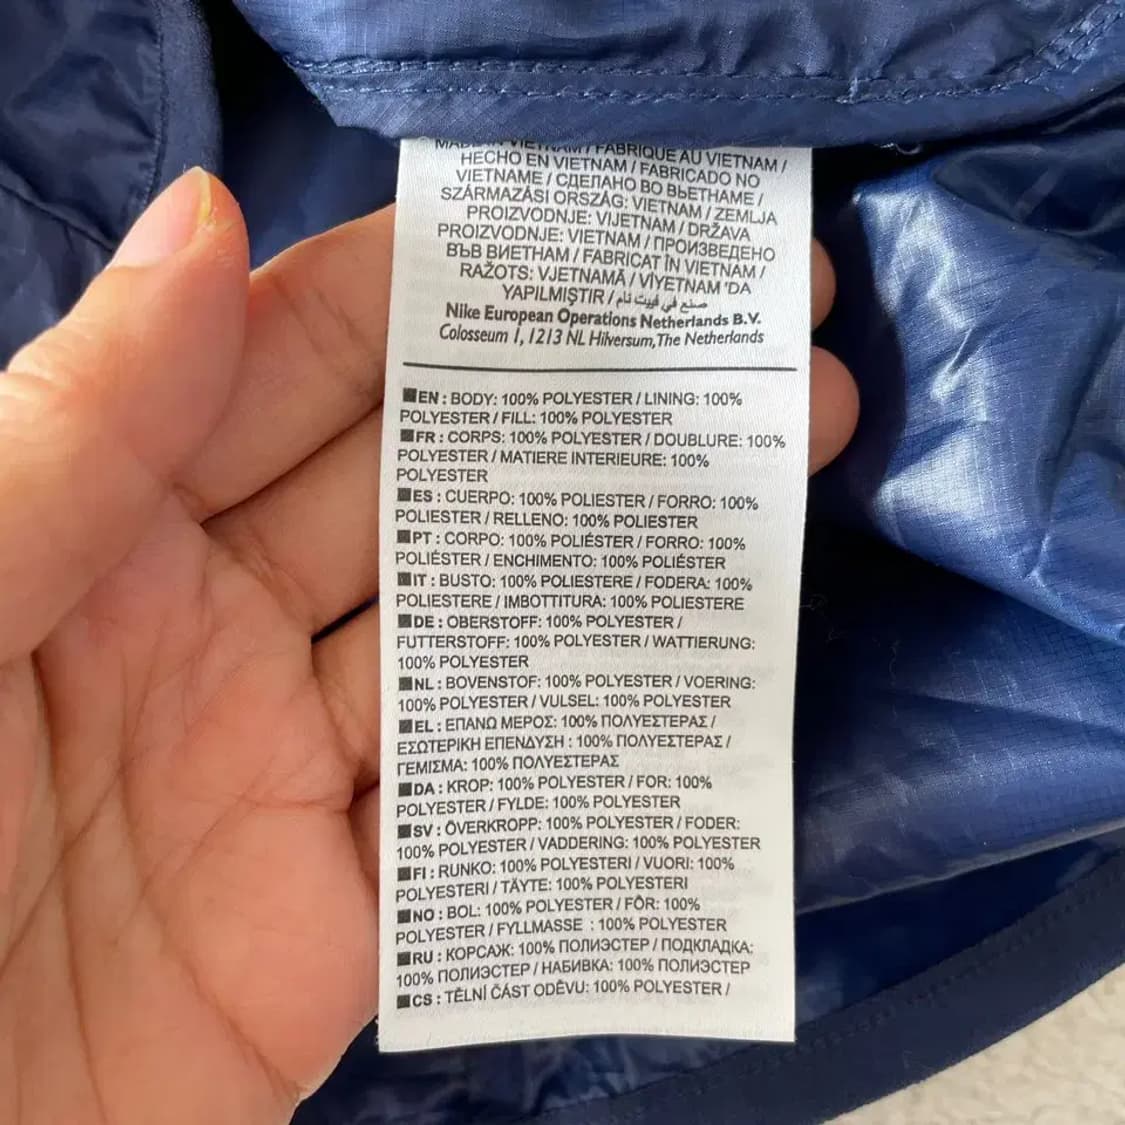 MADE IN VIETNAM / FABRIQUE AU VIETNAM /
HECHO EN VIETNAM / FABRICADO NO
VIETNAME / СДЕЛАНО ВО ВЬЕТНАМЕ /
SZÁRMAZÁSI ORSZÁG: VIETNAM / ZEMLJA
PROIZVODNJE: VIJETNAM / DRŽAVA
PROIZVODNJE: VIETNAM / ПРОИЗВЕДЕНО
ВЪВ ВИЕТНАМ / FABRICAT ÎN VIETNAM /
RAŽOTS: VJETNAMĀ / VİYETNAM 'DA
YAPILMIŞTIR / صنع في فييت نام
Nike European Operations Netherlands B.V.
Colosseum 1, 1213 NL Hilversum, The Netherlands
■EN : BODY: 100% POLYESTER / LINING: 100%
POLYESTER / FILL: 100% POLYESTER
■FR : CORPS: 100% POLYESTER / DOUBLURE: 100%
POLYESTER / MATIERE INTERIEURE: 100%
POLYESTER
■ES : CUERPO: 100% POLIESTER / FORRO: 100%
POLIESTER / RELLENO: 100% POLIESTER
■PT : CORPO: 100% POLIÉSTER / FORRO: 100%
POLIÉSTER / ENCHIMENTO: 100% POLIÉSTER
■IT : BUSTO: 100% POLIESTERE / FODERA: 100%
POLIESTERE / IMBOTTITURA: 100% POLIESTERE
■DE : OBERSTOFF: 100% POLYESTER /
FUTTERSTOFF: 100% POLYESTER / WATTIERUNG:
100% POLYESTER
■NL : BOVENSTOF: 100% POLYESTER / VOERING:
100% POLYESTER / VULSEL: 100% POLYESTER
■EL : ΕΠΑΝΩ ΜΕΡΟΣ: 100% ΠΟΛΥΕΣΤΕΡΑΣ /
ΕΣΩΤΕΡΙΚΗ ΕΠΕΝΔΥΣΗ : 100% ΠΟΛΥΕΣΤΕΡΑΣ /
ΓΕΜΙΣΜΑ: 100% ΠΟΛΥΕΣΤΕΡΑΣ
■DA : KROP: 100% POLYESTER / FOR: 100%
POLYESTER / FYLDE: 100% POLYESTER
■SV : ÖVERKROPP: 100% POLYESTER / FODER:
100% POLYESTER / VADDERING: 100% POLYESTER
■FI : RUNKO: 100% POLYESTERI / VUORI: 100%
POLYESTERI / TÄYTE: 100% POLYESTERI
■NO : BOL: 100% POLYESTER / FÔR: 100%
POLYESTER / FYLLMASSE : 100% POLYESTER
■RU : КОРСАЖ: 100% ПОЛИЭСТЕР / ПОДКЛАДКА:
100% ПОЛИЭСТЕР / НАБИВКА: 100% ПОЛИЭСТЕР
■CS : TĚLNÍ ČÁST ODĚVU: 100% POLYESTER /